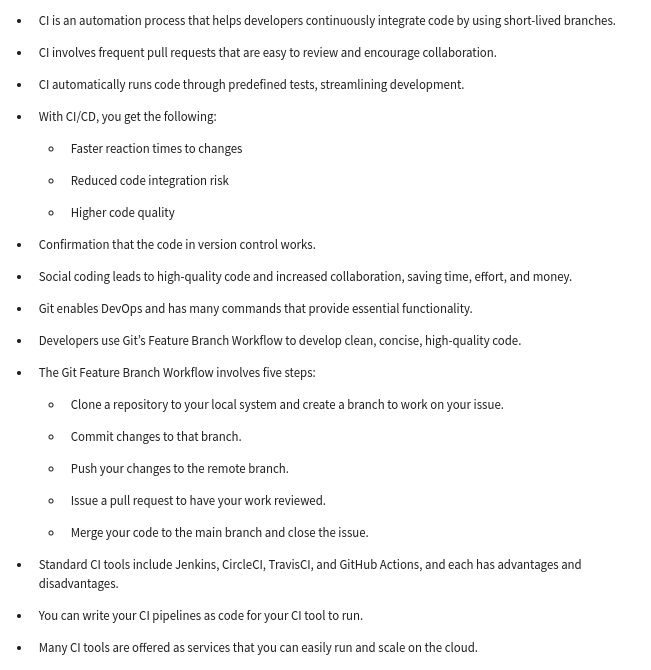 CI is an automation process that helps developers continuously integrate code by using short-lived branches.
CI involves frequent pull requests that are easy to review and encourage collaboration.
CI automatically runs code through predefined tests, streamlining development.
With CI/CD, you get the following:
Faster reaction times to changes
Reduced code integration risk
Higher code quality
Confirmation that the code in version control works.
Social coding leads to high-quality code and increased collaboration, saving time, effort, and money.
Git enables DevOps and has many commands that provide essential functionality.
Developers use Git’s Feature Branch Workflow to develop clean, concise, high-quality code.
The Git Feature Branch Workflow involves five steps:
Clone a repository to your local system and create a branch to work on your issue.
Commit changes to that branch.
Push your changes to the remote branch.
Issue a pull request to have your work reviewed.
Merge your code to the main branch and close the issue.
Standard CI tools include Jenkins, CircleCI, TravisCI, and GitHub Actions, and each has advantages and
disadvantages.
You can write your CI pipelines as code for your CI tool to run.
Many CI tools are offered as services that you can easily run and scale on the cloud.